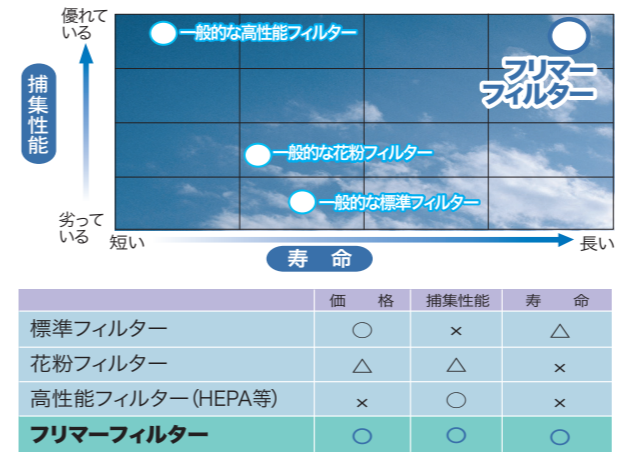 優れて
いる
一般的な高性能フィルター
フリマー
フィルター
捕集性能
一般的な花粉フィルター
一般的な標準フィルター
劣って
いる
短い
長い
寿 命
価 格 捕集性能 寿 命
標準フィルター ○ × △
花粉フィルター △ △ ×
高性能フィルター(HEPA等) × ○ ×
フリマーフィルター ○ ○ ○